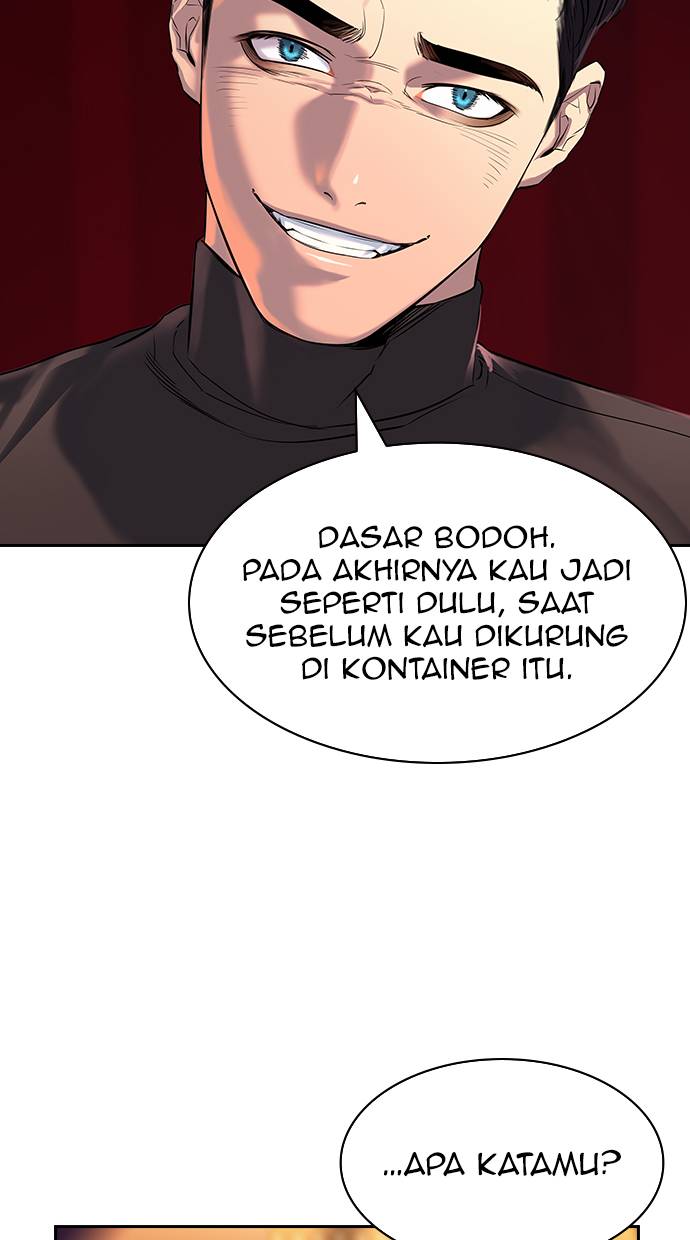 DASAR BODOH.
PADA AKHIRNYA KAU JADI
SEPERTI DULU, SAAT
SEBELUM KAU DIKURUNG
DI KONTAINER ITU.
...APA KATAMU?